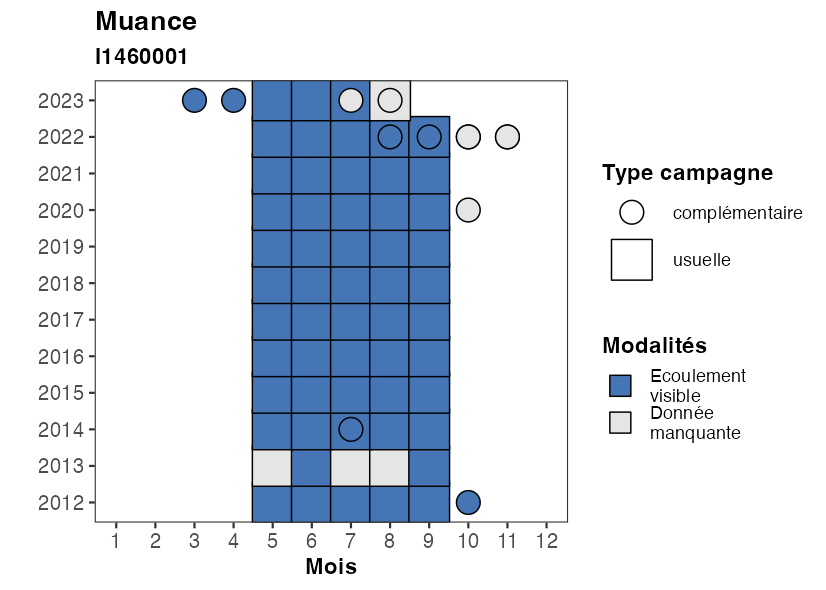 Muance
I1460001
2023
2022
2021
2020
2019
2018
2017
2016
2015
2014
2013
2012
1 2 3 4 5 6 7 8 9 10 11 12
Mois
Type campagne
complémentaire
usuelle
Modalités
Ecoulement
visible
Donnée
manquante